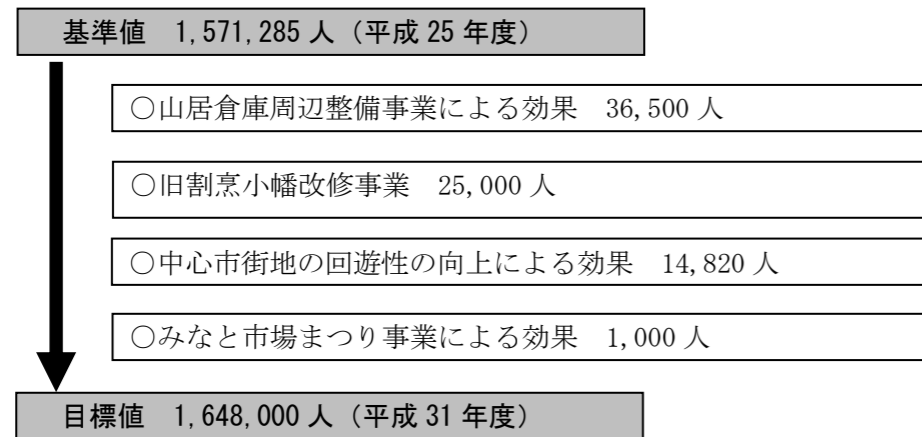 基準値　1,571,285 人（平成 25 年度）
○山居倉庫周辺整備事業による効果　36,500 人
○旧割烹小幡改修事業　25,000 人
○中心市街地の回遊性の向上による効果　14,820 人
○みなと市場まつり事業による効果　1,000 人
目標値　1,648,000 人（平成 31 年度）